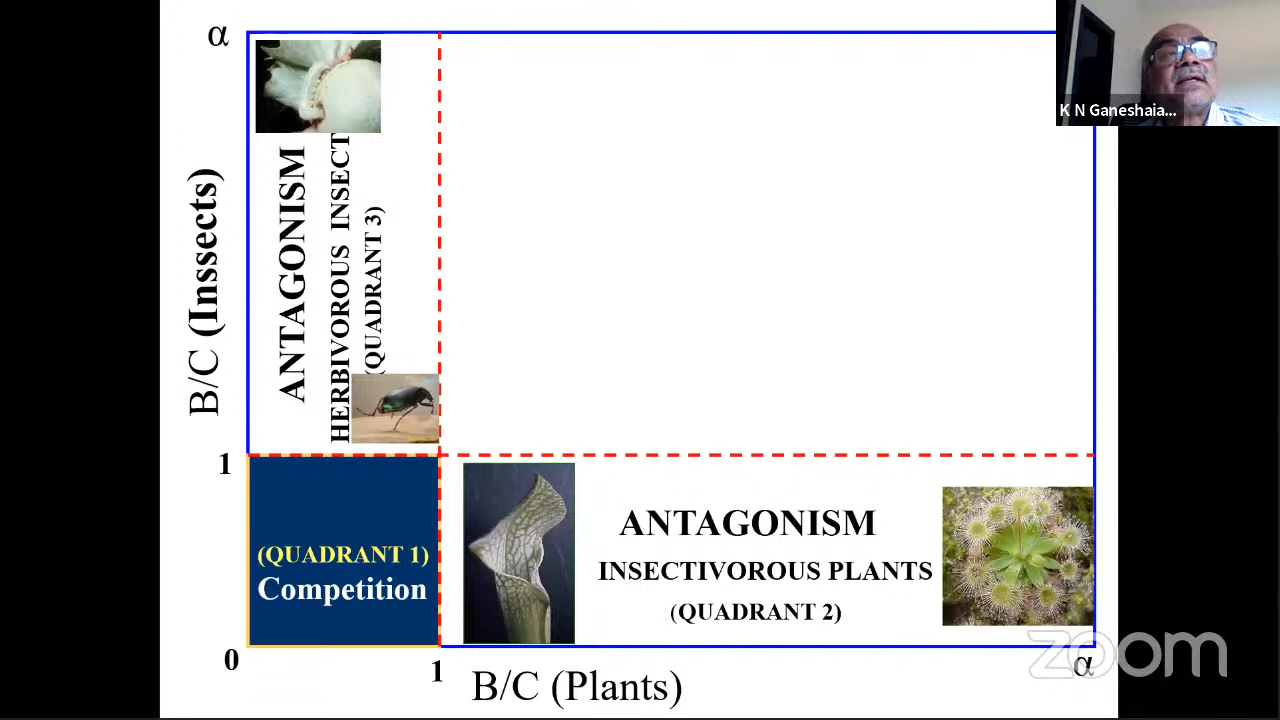 α
K N Ganeshaia...
ANTAGONISM
HERBIVOROUS INSECT
(QUADRANT 3)
B/C (Inssects)
1
(QUADRANT 1)
Competition
ANTAGONISM
INSECTIVOROUS PLANTS
(QUADRANT 2)
0
1
B/C (Plants)
α
zoom